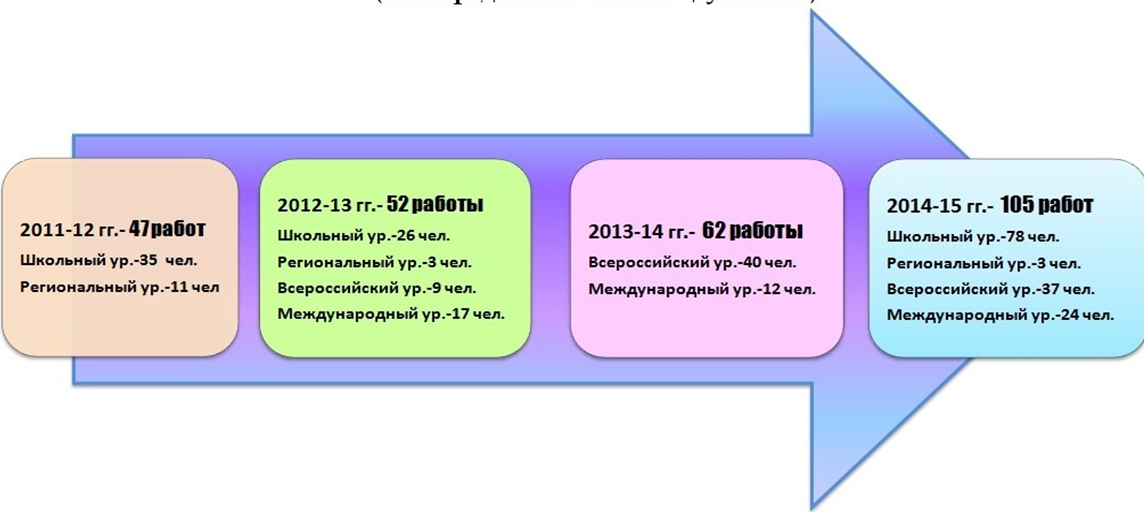 2011-12 гг.- 47работ
Школьный ур.-35 чел.
Региональный ур.-11 чел
2012-13 гг.- 52 работы
Школьный ур.-26 чел.
Региональный ур.-3 чел.
Всероссийский ур.-9 чел.
Международный ур.-17 чел.
2013-14 гг.- 62 работы
Всероссийский ур.-40 чел.
Международный ур.-12 чел.
2014-15 гг.- 105 работ
Школьный ур.-78 чел.
Региональный ур.-3 чел.
Всероссийский ур.-37 чел.
Международный ур.-24 чел.